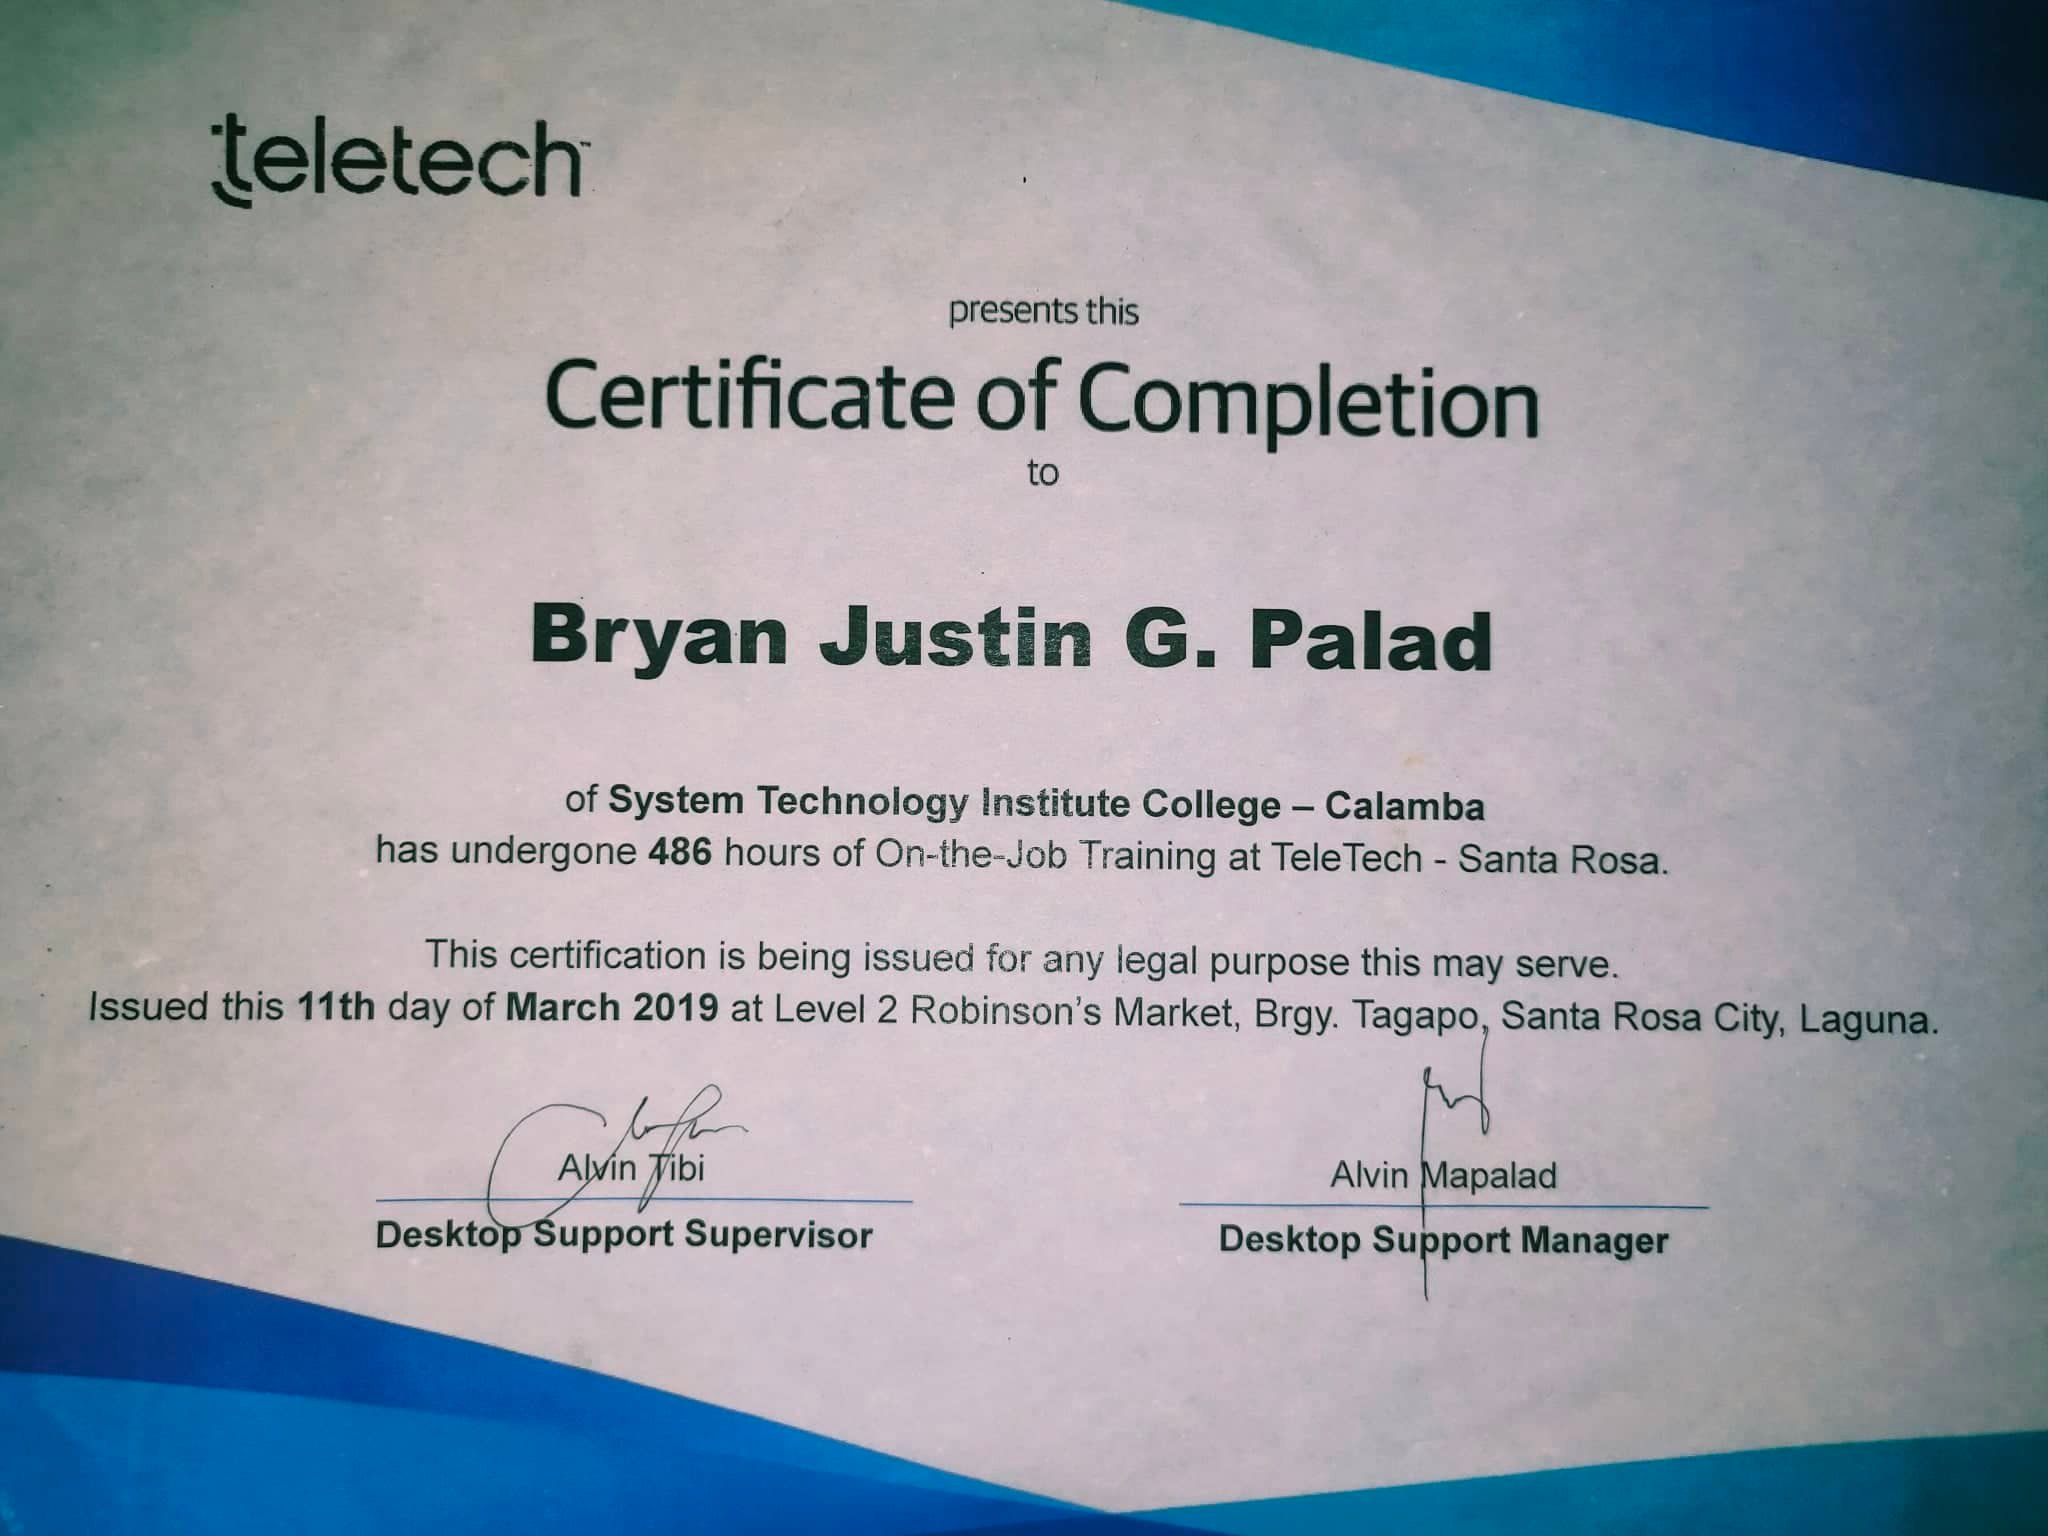 teletech™
presents this
Certificate of Completion
to
Bryan Justin G. Palad
of System Technology Institute College – Calamba
has undergone 486 hours of On-the-Job Training at TeleTech - Santa Rosa.
This certification is being issued for any legal purpose this may serve.
Issued this 11th day of March 2019 at Level 2 Robinson's Market, Brgy. Tagapo, Santa Rosa City, Laguna.
Alvin Tibi
Desktop Support Supervisor
Alvin Mapalad
Desktop Support Manager